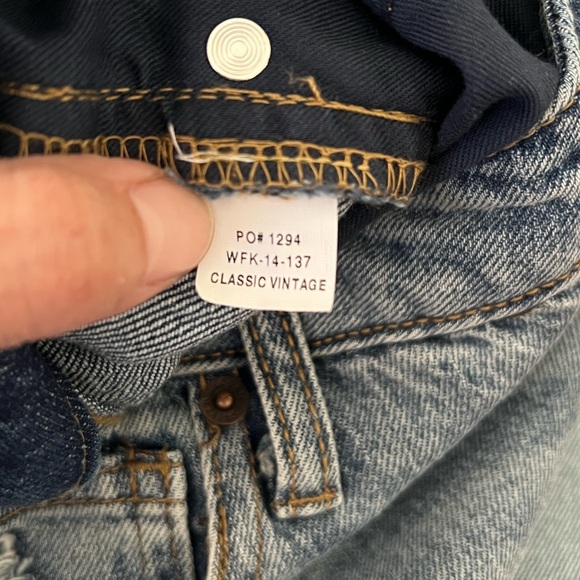 PO# 1294
WFK-14-137
CLASSIC VINTAGE